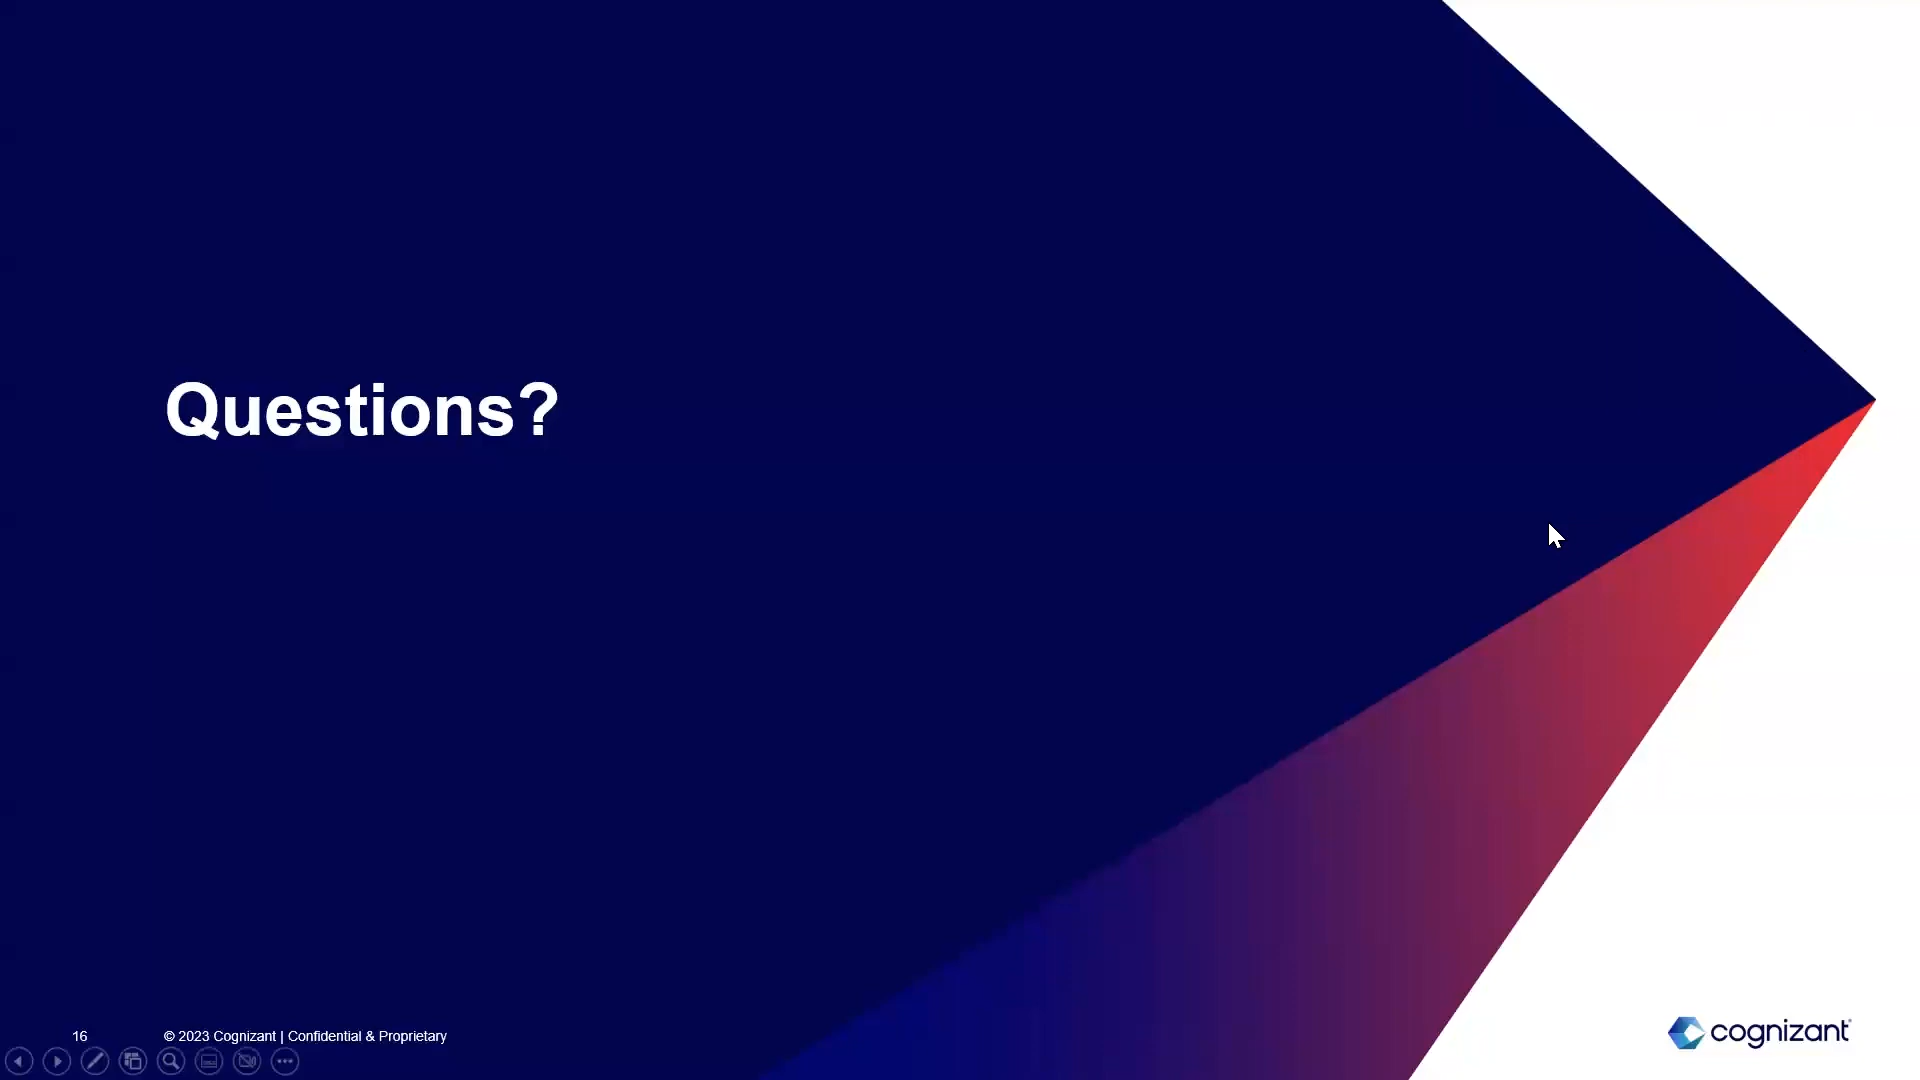 Questions?
16
© 2023 Cognizant | Confidential & Proprietary
cognizant